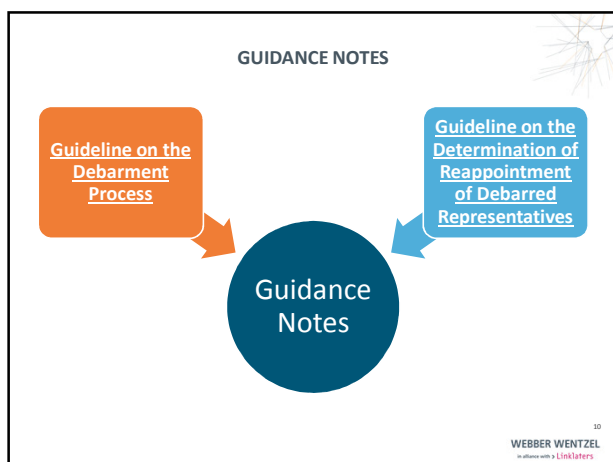 GUIDANCE NOTES
Guideline on the
Debarment
Process
Guideline on the
Determination of
Reappointment
of Debarred
Representatives
Guidance
Notes
10
WEBBER WENTZEL
in alliance with > Linklaters